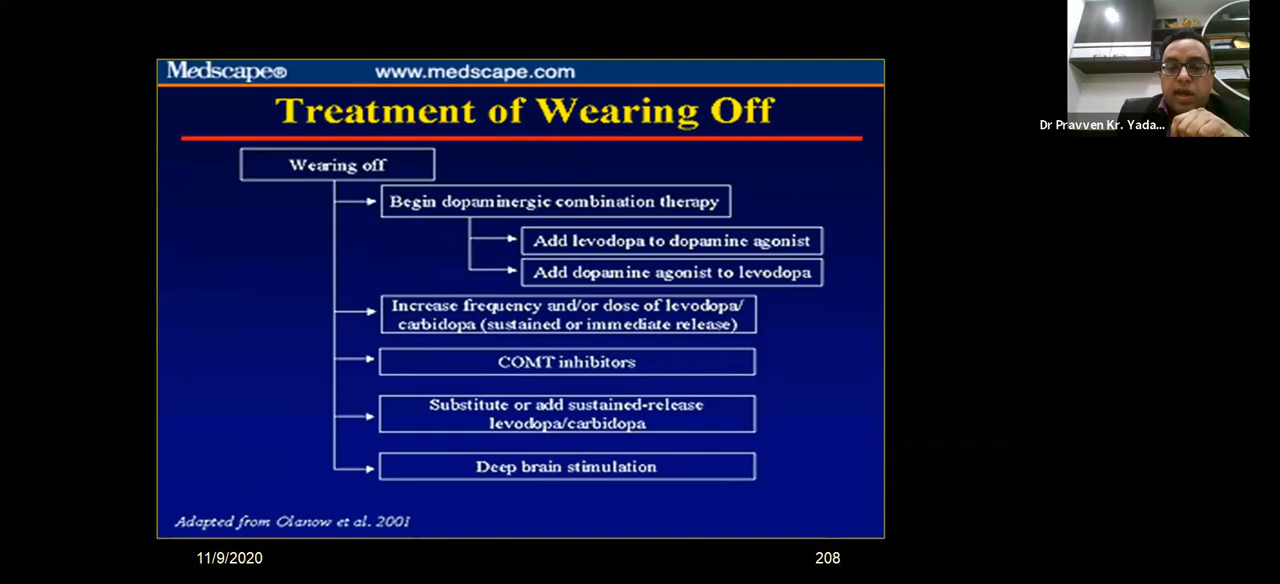 Medscape® www.medscape.com
Dr Pravven Kr. Yada...
Treatment of Wearing Off
Wearing off
Begin dopaminergic combination therapy
Add levodopa to dopamine agonist
Add dopamine agonist to levodopa
Increase frequency and/or dose of levodopa/
carbidopa (sustained or immediate release)
COMT inhibitors
Substitute or add sustained-release
levodopa/carbidopa
Deep brain stimulation
Adapted from Olanow et al. 2001
11/9/2020 208